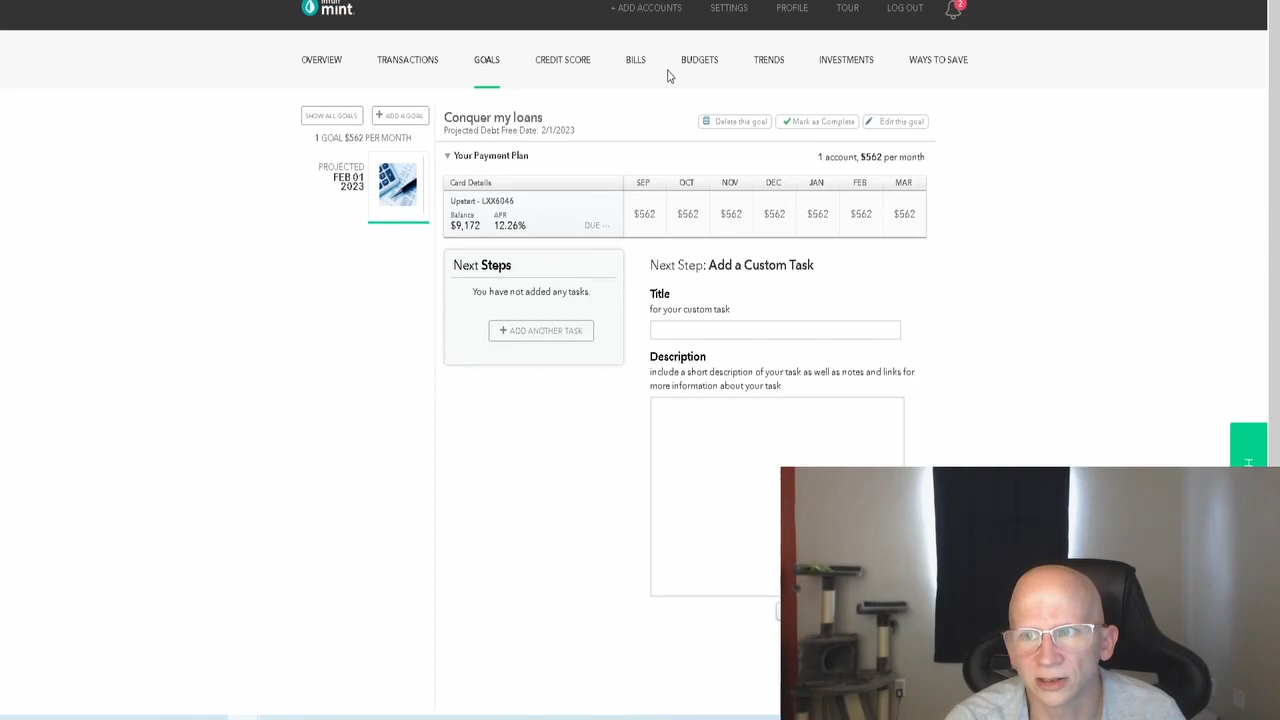 mint
+ ADD ACCOUNTS SETTINGS PROFILE TOUR LOG OUT 2
OVERVIEW TRANSACTIONS GOALS CREDIT SCORE BILLS BUDGETS TRENDS INVESTMENTS WAYS TO SAVE
SHOW ALL GOALS + ADD A GOAL
1 GOAL $562 PER MONTH
PROJECTED
FEB 01
2023
Conquer my loans
Projected Debt Free Date: 2/1/2023
Delete this goal Mark as Complete Edit this goal
Your Payment Plan 1 account, $562 per month
Card Details SEP OCT NOV DEC JAN FEB MAR
Upstart - LXX6046
Balance APR
$9,172 12.26% DUE --
$562 $562 $562 $562 $562 $562 $562
Next Steps
You have not added any tasks.
+ ADD ANOTHER TASK
Next Step: Add a Custom Task
Title
for your custom task
Description
include a short description of your task as well as notes and links for
more information about your task